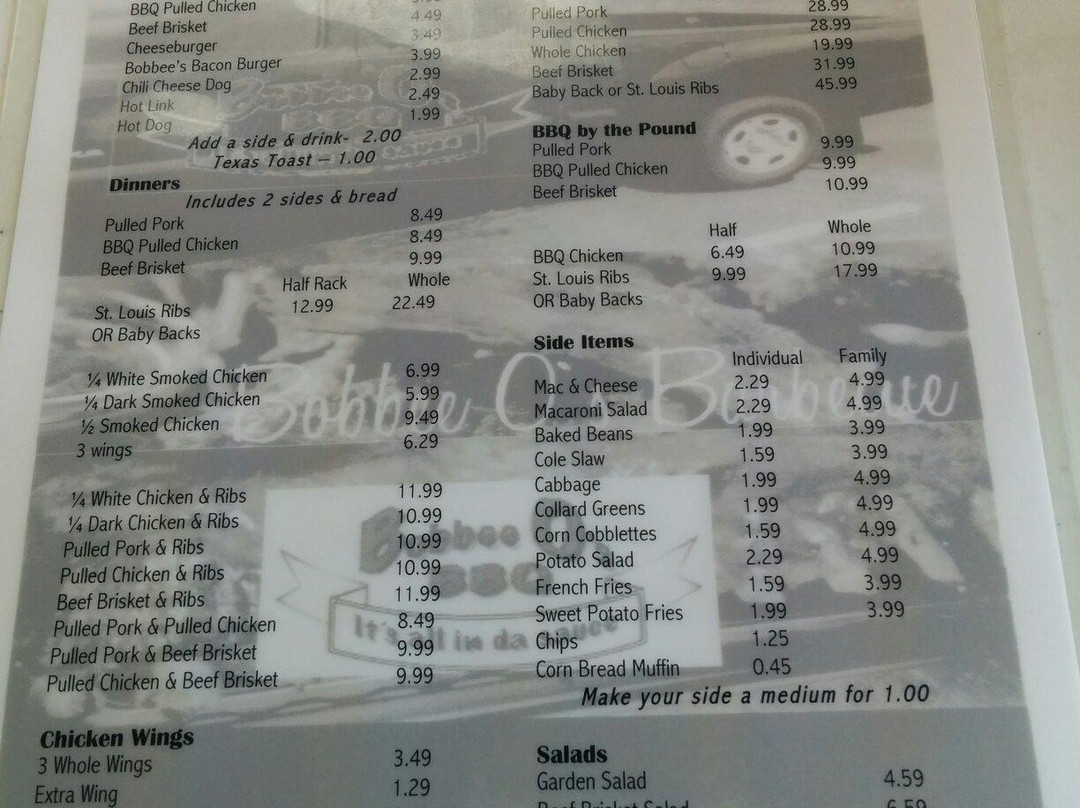 BBQ Pulled Chicken
Beef Brisket 4.49
Cheeseburger 3.49
Bobbee's Bacon Burger 3.99
Chili Cheese Dog 2.99
Hot Link 2.49
Hot Dog 1.99
Add a side & drink- 2.00
Texas Toast – 1.00
Dinners
Includes 2 sides & bread
Pulled Pork 8.49
BBQ Pulled Chicken 8.49
Beef Brisket 9.99
Half Rack Whole
St. Louis Ribs 12.99 22.49
OR Baby Backs
¼ White Smoked Chicken 6.99
¼ Dark Smoked Chicken 5.99
½ Smoked Chicken 9.49
3 wings 6.29
¼ White Chicken & Ribs 11.99
¼ Dark Chicken & Ribs 10.99
Pulled Pork & Ribs 10.99
Pulled Chicken & Ribs 10.99
Beef Brisket & Ribs 11.99
Pulled Pork & Pulled Chicken 8.49
Pulled Pork & Beef Brisket 9.99
Pulled Chicken & Beef Brisket 9.99
Chicken Wings
3 Whole Wings 3.49
Extra Wing 1.29
Pulled Pork 28.99
Pulled Chicken 28.99
Whole Chicken 19.99
Beef Brisket 31.99
Baby Back or St. Louis Ribs 45.99
BBQ by the Pound
Pulled Pork 9.99
BBQ Pulled Chicken 9.99
Beef Brisket 10.99
Half Whole
BBQ Chicken 6.49 10.99
St. Louis Ribs 9.99 17.99
OR Baby Backs
Side Items
Individual Family
Mac & Cheese 2.29 4.99
Macaroni Salad 2.29 4.99
Baked Beans 1.99 3.99
Cole Slaw 1.59 3.99
Cabbage 1.99 4.99
Collard Greens 1.99 4.99
Corn Cobblettes 1.59 4.99
Potato Salad 2.29 4.99
French Fries 1.59 3.99
Sweet Potato Fries 1.99 3.99
Chips 1.25
Corn Bread Muffin 0.45
Make your side a medium for 1.00
Salads
Garden Salad 4.59
Beef Brisket Salad 6.59
Bobbee O's Barbecue
Bobbee O's
BBQ
It's all in da sauce